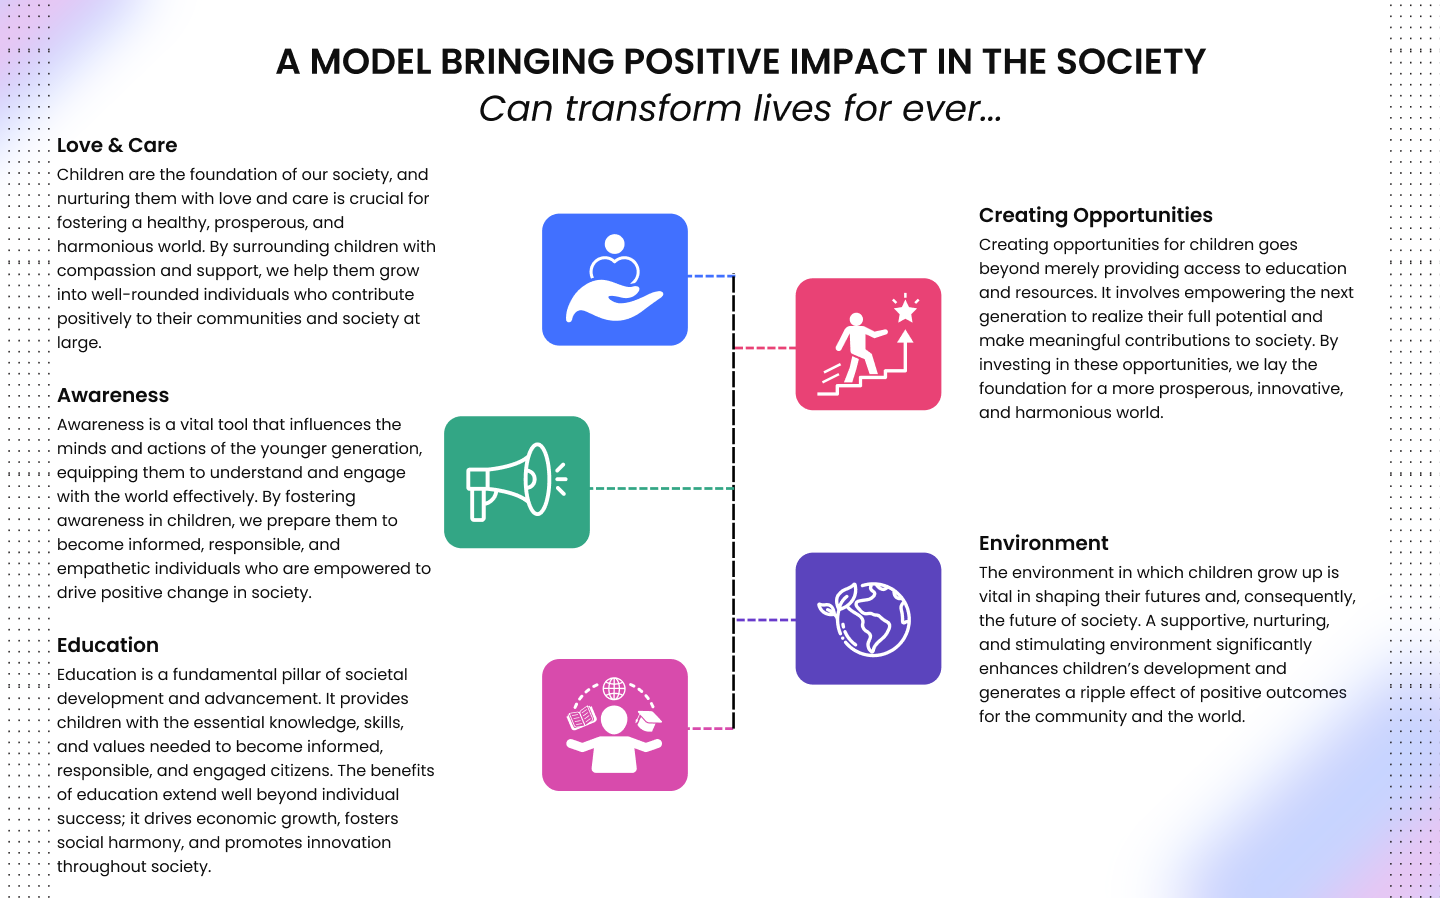 A MODEL BRINGING POSITIVE IMPACT IN THE SOCIETY
Can transform lives for ever...
Love & Care
Children are the foundation of our society, and
nurturing them with love and care is crucial for
fostering a healthy, prosperous, and
harmonious world. By surrounding children with
compassion and support, we help them grow
into well-rounded individuals who contribute
positively to their communities and society at
large.
Awareness
Awareness is a vital tool that influences the
minds and actions of the younger generation,
equipping them to understand and engage
with the world effectively. By fostering
awareness in children, we prepare them to
become informed, responsible, and
empathetic individuals who are empowered to
drive positive change in society.
Education
Education is a fundamental pillar of societal
development and advancement. It provides
children with the essential knowledge, skills,
and values needed to become informed,
responsible, and engaged citizens. The benefits
of education extend well beyond individual
success; it drives economic growth, fosters
social harmony, and promotes innovation
throughout society.
Creating Opportunities
Creating opportunities for children goes
beyond merely providing access to education
and resources. It involves empowering the next
generation to realize their full potential and
make meaningful contributions to society. By
investing in these opportunities, we lay the
foundation for a more prosperous, innovative,
and harmonious world.
Environment
The environment in which children grow up is
vital in shaping their futures and, consequently,
the future of society. A supportive, nurturing,
and stimulating environment significantly
enhances children's development and
generates a ripple effect of positive outcomes
for the community and the world.